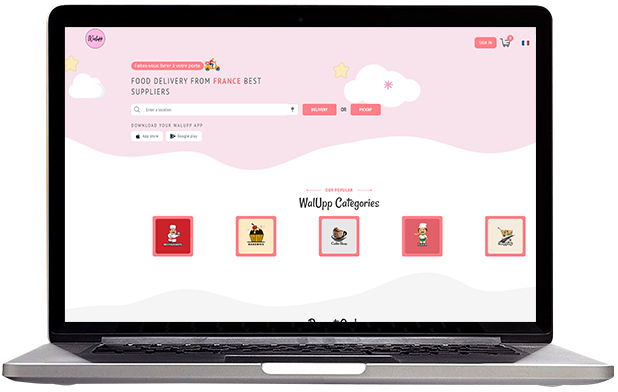 WalUpp
SIGN IN
Faites-vous livrer à votre porte
FOOD DELIVERY FROM FRANCE BEST
SUPPLIERS
Enter a location
DELIVERY
OR
PICKUP
DOWNLOAD YOUR WALUPP APP
App store
Google play
OUR POPULAR
WalUpp Categories
Coffee Shop